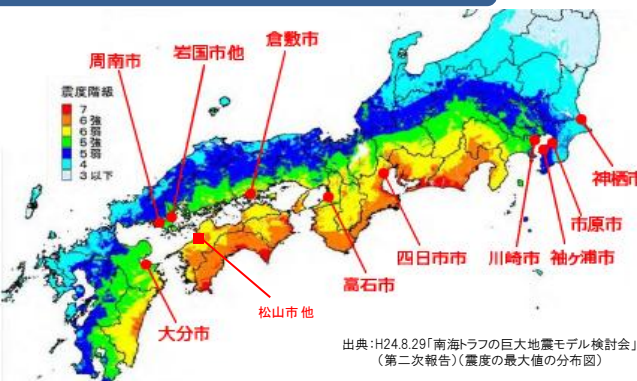 倉敷市
岩国市他
周南市
震度階級
7
6強
6弱
5強
5弱
4
3以下
神栖市
市原市
四日市市
川崎市
袖ヶ浦市
高石市
松山市 他
大分市
出典:H24.8.29「南海トラフの巨大地震モデル検討会」
(第二次報告)(震度の最大値の分布図)